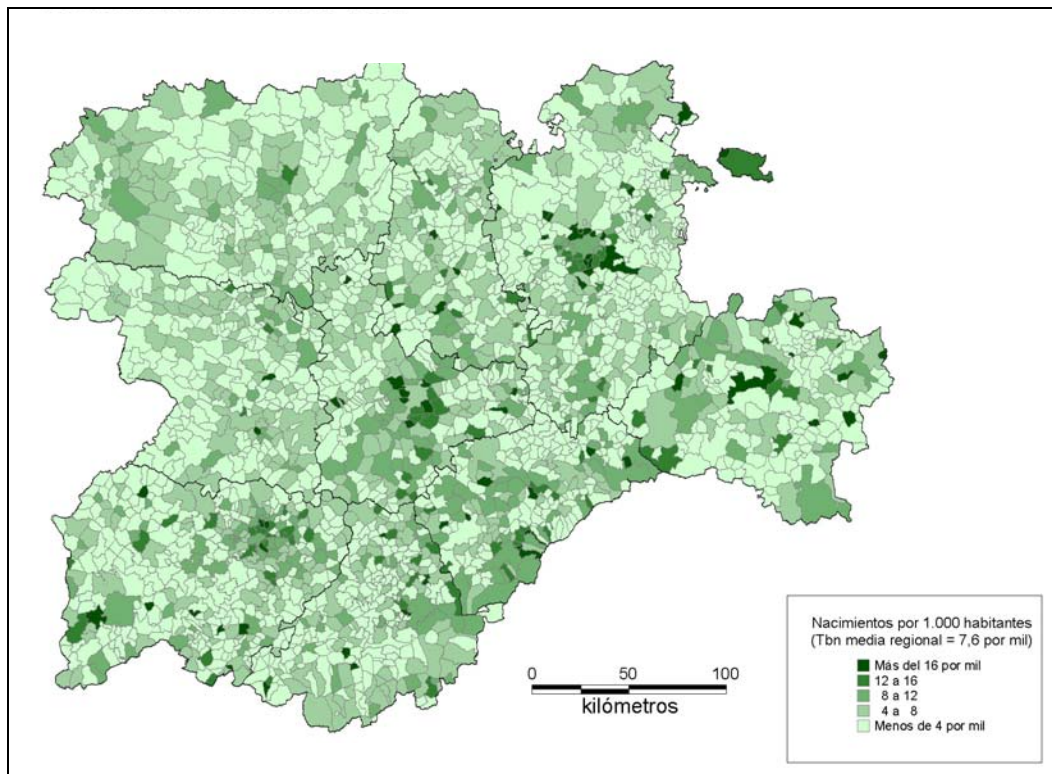 Nacimientos por 1.000 habitantes
(Tbn media regional = 7,6 por mil)
Más del 16 por mil
12 a 16
8 a 12
4 a 8
Menos de 4 por mil
0 50 100
kilómetros